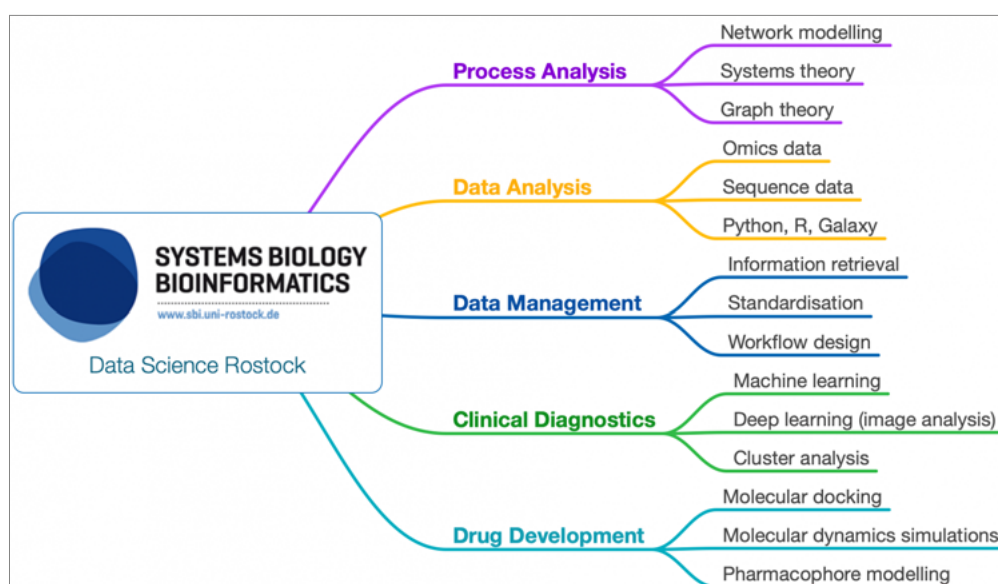 SYSTEMS BIOLOGY
BIOINFORMATICS
www.sbi.uni-rostock.de
Data Science Rostock
Process Analysis
Network modelling
Systems theory
Graph theory
Data Analysis
Omics data
Sequence data
Python, R, Galaxy
Data Management
Information retrieval
Standardisation
Workflow design
Clinical Diagnostics
Machine learning
Deep learning (image analysis)
Cluster analysis
Drug Development
Molecular docking
Molecular dynamics simulations
Pharmacophore modelling